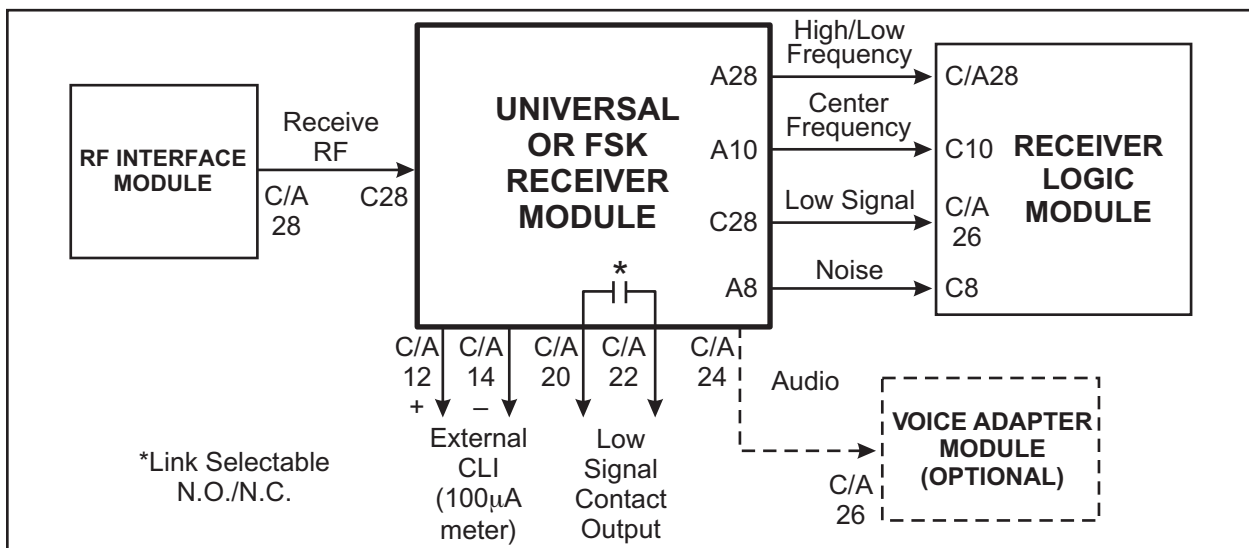 RF INTERFACE
MODULE
Receive
RF
C/A
28
C28
UNIVERSAL
OR FSK
RECEIVER
MODULE
A28
A10
C28
A8
High/Low
Frequency
Center
Frequency
Low Signal
Noise
C/A28
C10
C/A
26
C8
RECEIVER
LOGIC
MODULE
*
C/A
12
+
C/A
14
–
C/A
20
C/A
22
C/A
24
External
CLI
(100µA
meter)
Low
Signal
Contact
Output
Audio
C/A
26
VOICE ADAPTER
MODULE
(OPTIONAL)
*Link Selectable
N.O./N.C.